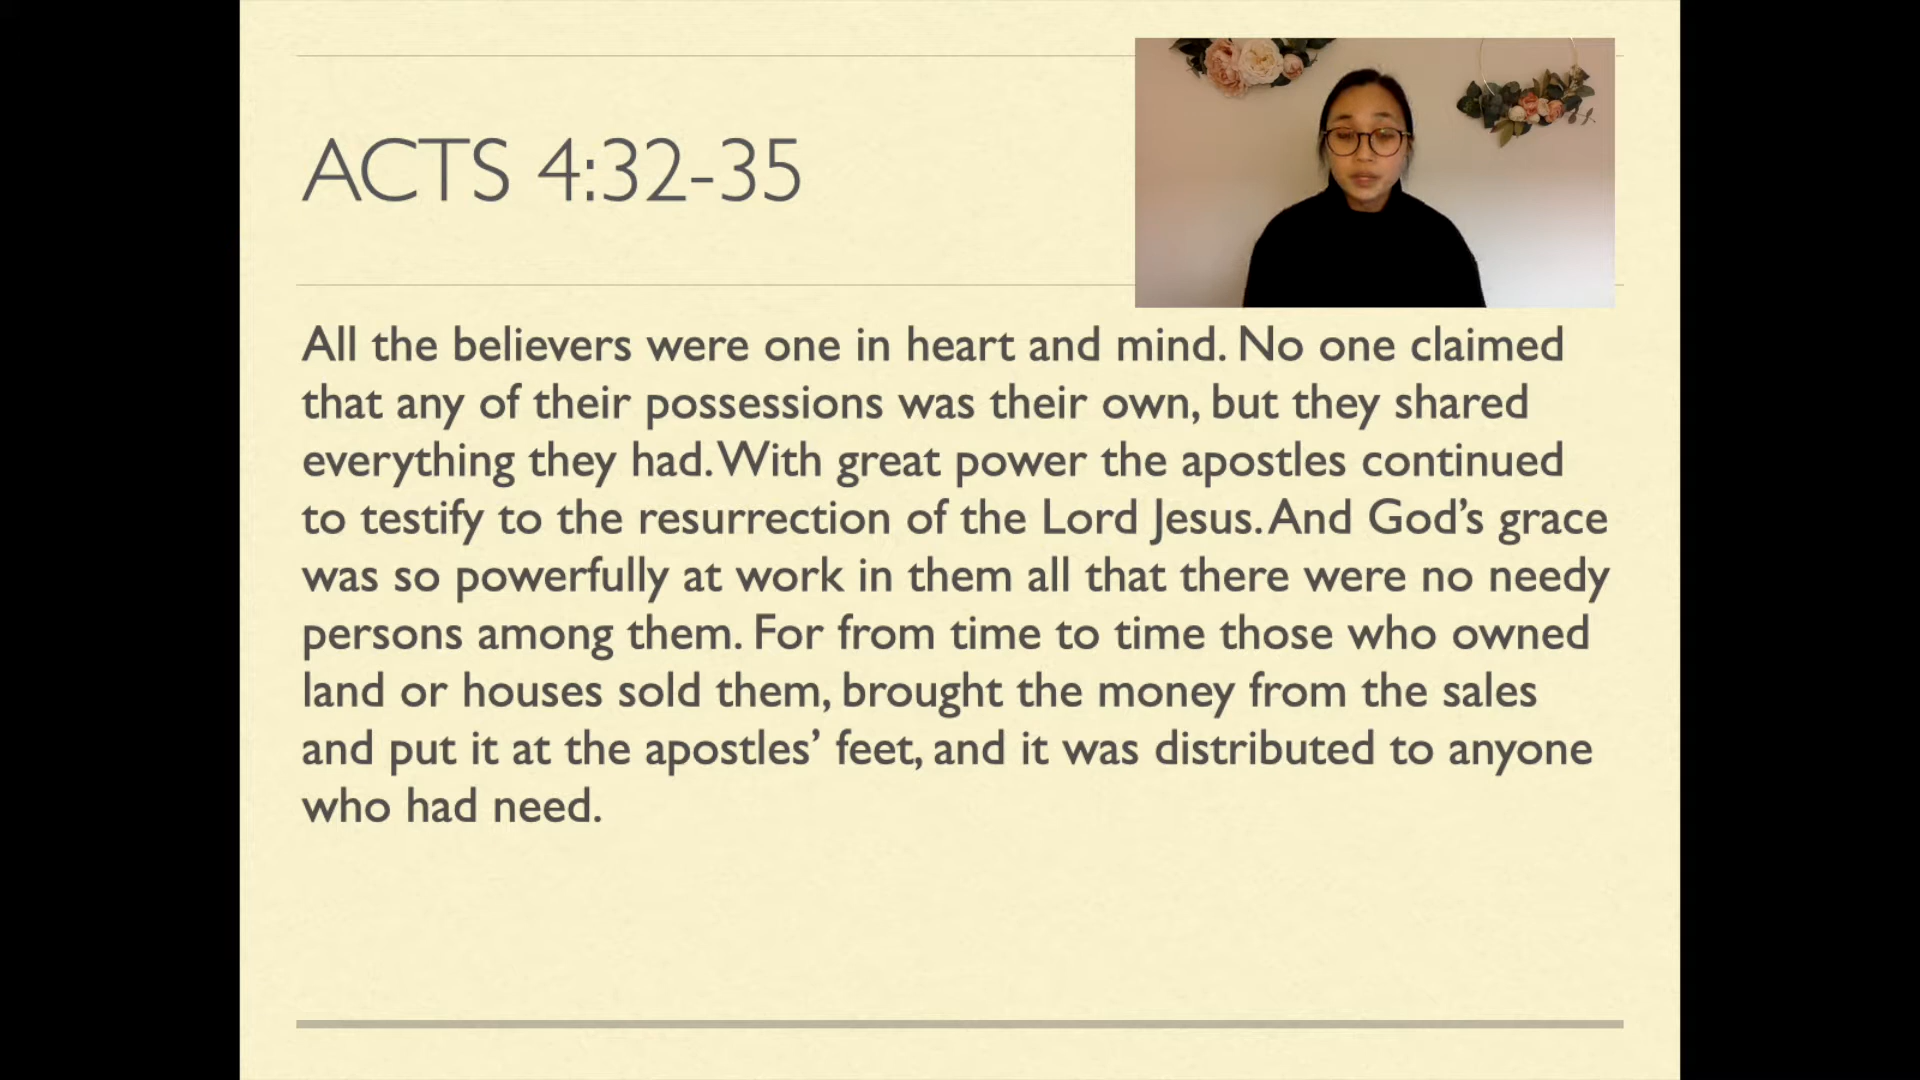 ACTS 4:32-35
All the believers were one in heart and mind. No one claimed
that any of their possessions was their own, but they shared
everything they had. With great power the apostles continued
to testify to the resurrection of the Lord Jesus. And God’s grace
was so powerfully at work in them all that there were no needy
persons among them. For from time to time those who owned
land or houses sold them, brought the money from the sales
and put it at the apostles’ feet, and it was distributed to anyone
who had need.